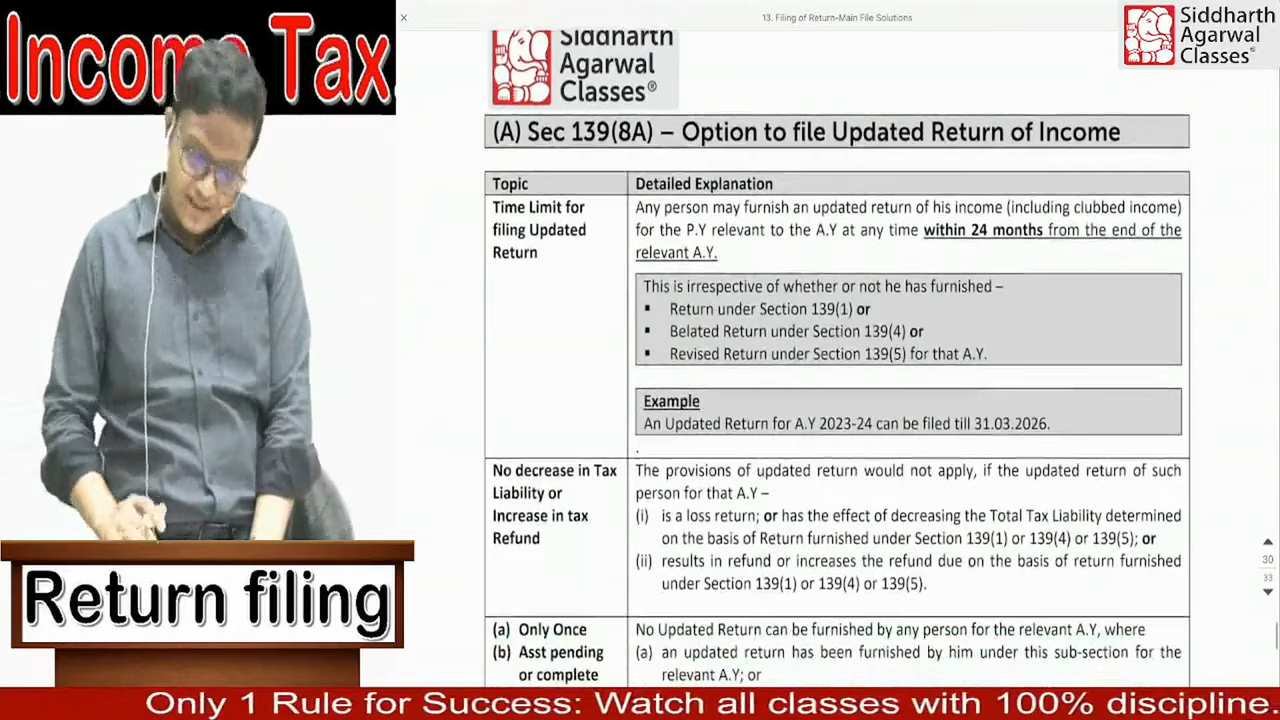 Income Tax
×
13. Filing of Return-Main File Solutions
Siddharth
Agarwal
Classes®
Siddharth
Agarwal
Classes®
(A) Sec 139(8A) – Option to file Updated Return of Income
Topic
Detailed Explanation
Time Limit for
filing Updated
Return
Any person may furnish an updated return of his income (including clubbed income)
for the P.Y relevant to the A.Y at any time within 24 months from the end of the
relevant A.Y.
This is irrespective of whether or not he has furnished –
▪ Return under Section 139(1) or
▪ Belated Return under Section 139(4) or
▪ Revised Return under Section 139(5) for that A.Y.
Example
An Updated Return for A.Y 2023-24 can be filed till 31.03.2026.
.
No decrease in Tax
Liability or
Increase in tax
Refund
The provisions of updated return would not apply, if the updated return of such
person for that A.Y –
(i) is a loss return; or has the effect of decreasing the Total Tax Liability determined
on the basis of Return furnished under Section 139(1) or 139(4) or 139(5); or
(ii) results in refund or increases the refund due on the basis of return furnished
under Section 139(1) or 139(4) or 139(5).
(a) Only Once
(b) Asst pending
or complete
No Updated Return can be furnished by any person for the relevant A.Y, where
(a) an updated return has been furnished by him under this sub-section for the
relevant A.Y; or
30
33
Return filing
Only 1 Rule for Success: Watch all classes with 100% discipline.